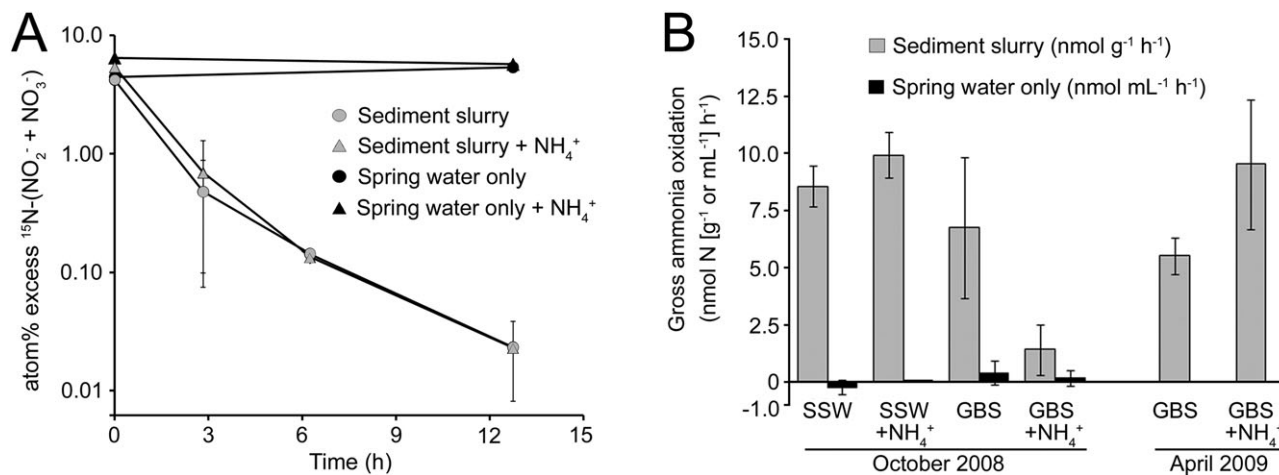 A
atom% excess ¹⁵N-(NO₂⁻ + NO₃⁻)
10.0
1.00
0.10
0.01
0 3 6 9 12 15
Time (h)
Sediment slurry
Sediment slurry + NH₄⁺
Spring water only
Spring water only + NH₄⁺
B
Gross ammonia oxidation
(nmol N [g⁻¹ or mL⁻¹] h⁻¹)
15.0
12.5
10.0
7.5
5.0
2.5
0
-1.0
Sediment slurry (nmol g⁻¹ h⁻¹)
Spring water only (nmol mL⁻¹ h⁻¹)
SSW
SSW
+NH₄⁺
GBS
GBS
+NH₄⁺
GBS
GBS
+NH₄⁺
October 2008
April 2009